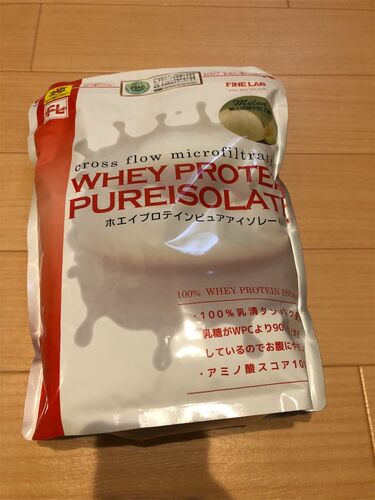 FINE LAB
Melon
FL
cross flow microfiltrati
WHEY PROTEI
PUREISOLAT
ホエイプロテインピュアアイソレー
100% WHEY PROTEIN ISO
・100%乳清タンパク
乳糖がWPCより90
しているのでお腹にや
・アミノ酸スコア10